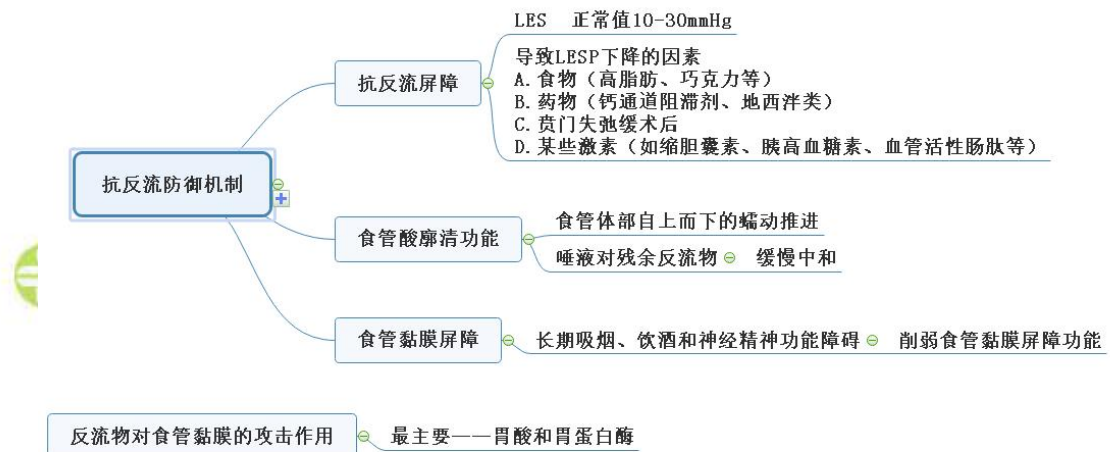 LES 正常值10-30mmHg
导致LESP下降的因素
A.食物（高脂肪、巧克力等）
B.药物（钙通道阻滞剂、地西泮类）
C.贲门失弛缓术后
D.某些激素（如缩胆囊素、胰高血糖素、血管活性肠肽等）
抗反流屏障
抗反流防御机制
食管体部自上而下的蠕动推进
食管酸廓清功能
唾液对残余反流物 缓慢中和
食管黏膜屏障 长期吸烟、饮酒和神经精神功能障碍 削弱食管黏膜屏障功能
反流物对食管黏膜的攻击作用 最主要——胃酸和胃蛋白酶